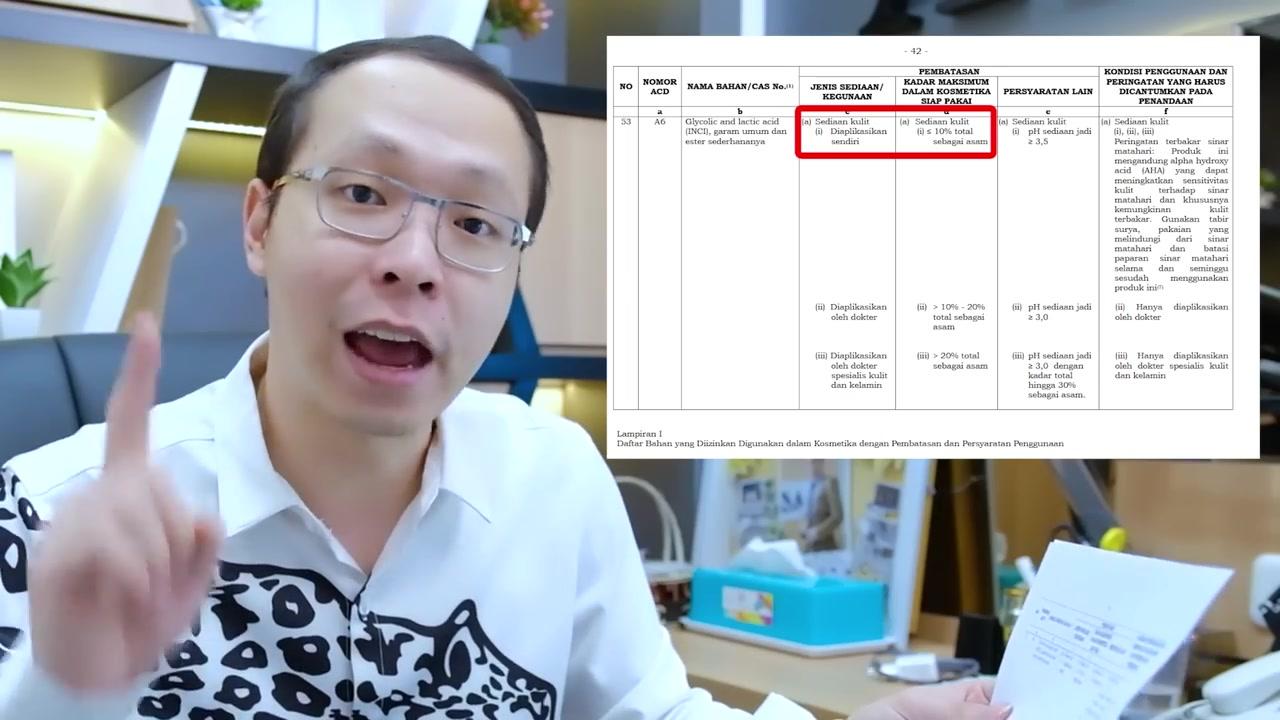 - 42 -
PEMBATASAN
NO
NOMOR
ACD
NAMA BAHAN/CAS No.(1)
JENIS SEDIAAN/
KEGUNAAN
KADAR MAKSIMUM
DALAM KOSMETIKA
SIAP PAKAI
PERSYARATAN LAIN
KONDISI PENGGUNAAN DAN
PERINGATAN YANG HARUS
DICANTUMKAN PADA
PENANDAAN
a
b
c
d
e
f
53
A6
Glycolic and lactic acid
(INCI), garam umum dan
ester sederhananya
(a) Sediaan kulit
(i) Diaplikasikan
sendiri
(a) Sediaan kulit
(i) ≤ 10% total
sebagai asam
(a) Sediaan kulit
(i) pH sediaan jadi
≥ 3,5
(a) Sediaan kulit
(i), (ii), (iii)
Peringatan terbakar sinar
matahari: Produk ini
mengandung alpha hydroxy
acid (AHA) yang dapat
meningkatkan sensitivitas
kulit terhadap sinar
matahari dan khususnya
kemungkinan kulit
terbakar. Gunakan tabir
surya, pakaian yang
melindungi dari sinar
matahari dan batasi
paparan sinar matahari
selama dan seminggu
sesudah menggunakan
produk ini(7)
(ii) Diaplikasikan
oleh dokter
(ii) > 10% - 20%
total sebagai
asam
(ii) pH sediaan jadi
≥ 3,0
(ii) Hanya diaplikasikan
oleh dokter
(iii) Diaplikasikan
oleh dokter
spesialis kulit
dan kelamin
(iii) > 20% total
sebagai asam
(iii) pH sediaan jadi
≥ 3,0 dengan
kadar total
hingga 30%
sebagai asam.
(iii) Hanya diaplikasikan
oleh dokter spesialis kulit
dan kelamin
Lampiran I
Daftar Bahan yang Diizinkan Digunakan dalam Kosmetika dengan Pembatasan dan Persyaratan Penggunaan